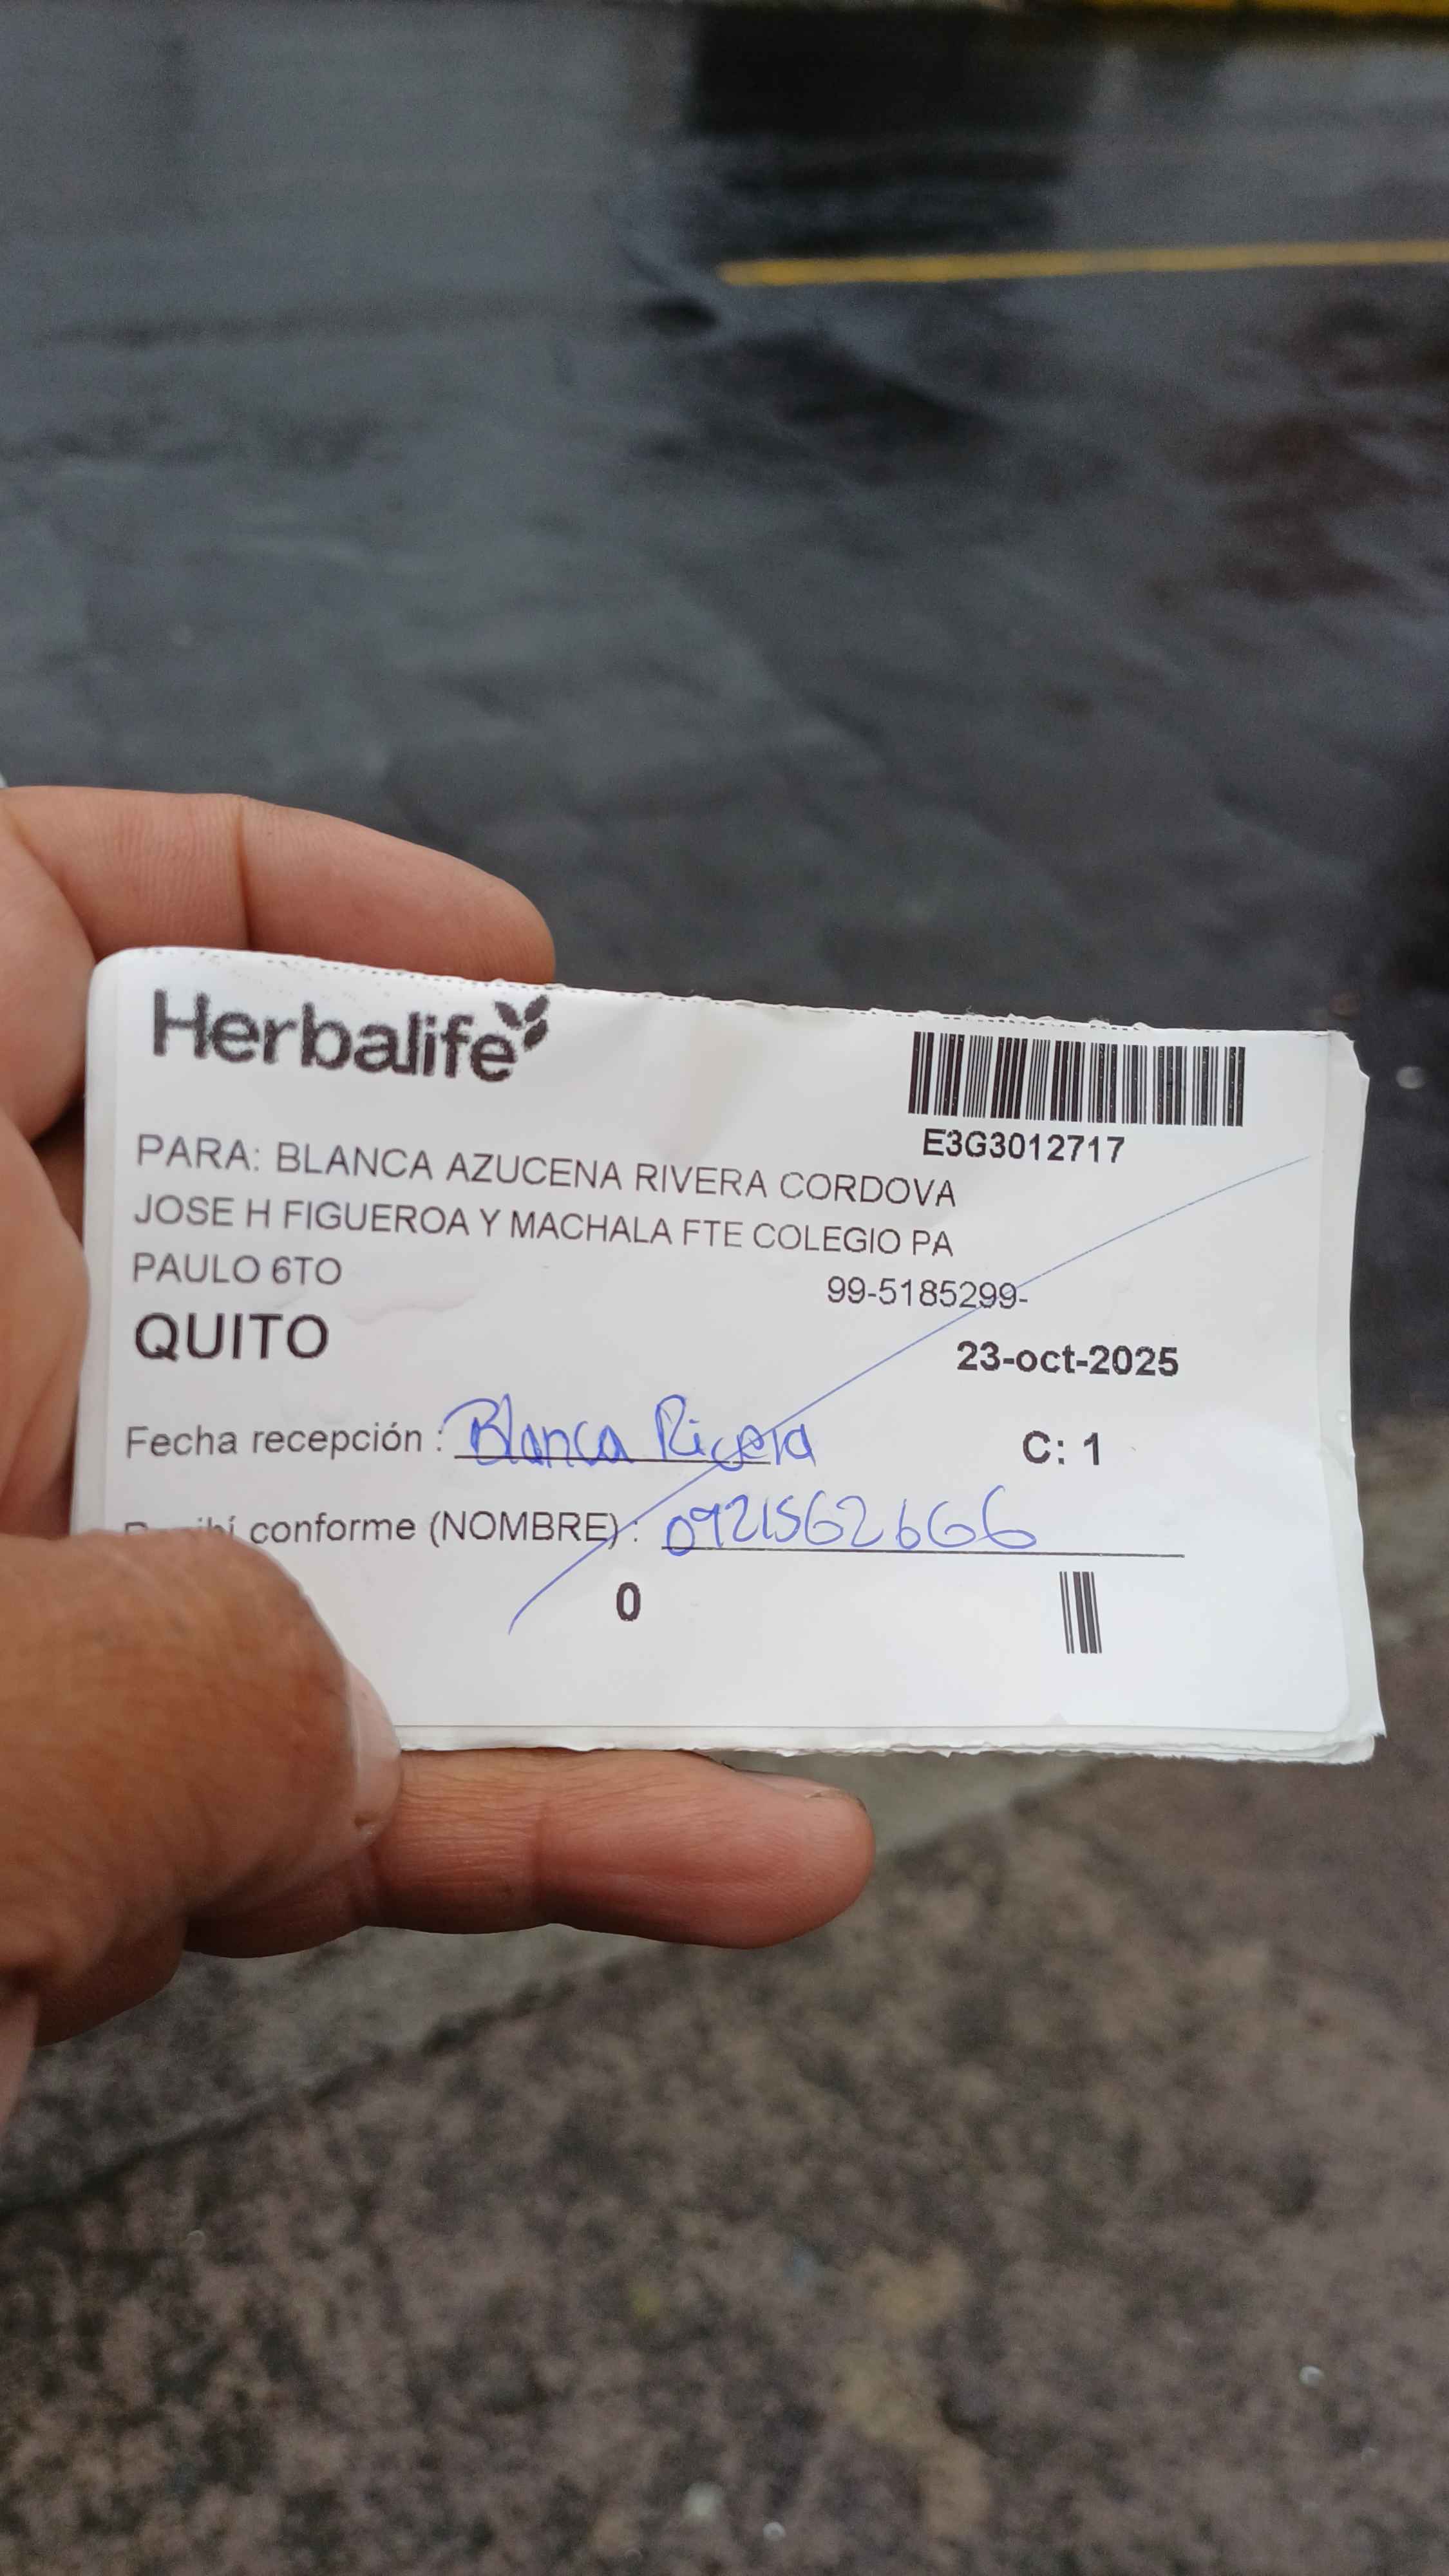 Herbalife
E3G3012717
PARA: BLANCA AZUCENA RIVERA CORDOVA
JOSE H FIGUEROA Y MACHALA FTE COLEGIO PA
PAULO 6TO
99-5185299-
QUITO
23-oct-2025
Fecha recepción : Blanca Rivera
C: 1
conforme (NOMBRE) : 0921562666
0